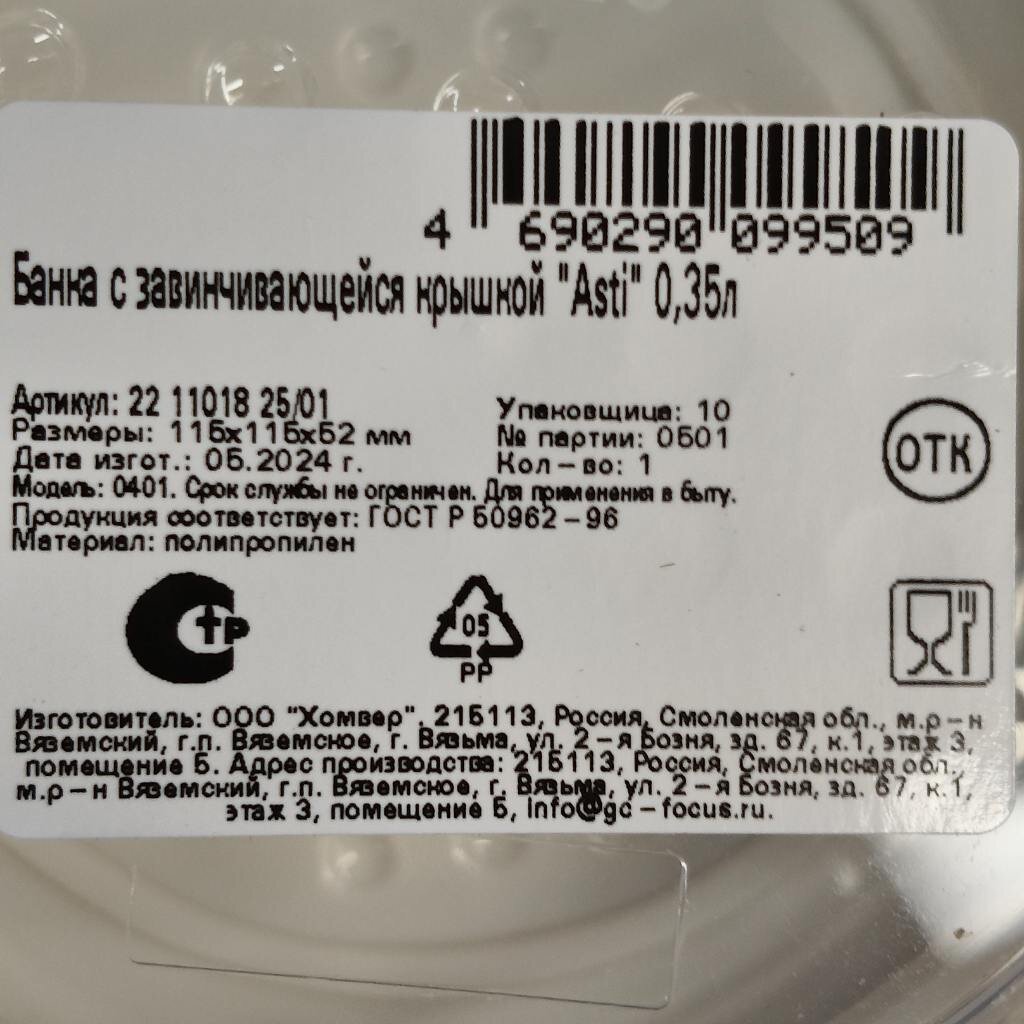 4 690290 099509
Банка с завинчивающейся крышкой "Asti" 0,35л
Артикул: 22 11018 25/01
Размеры: 115x115x52 мм
Дата изгот.: 05.2024 г.
Упаковщица: 10
№ партии: 0501
Кол-во: 1
Модель: 0401. Срок службы не ограничен. Для применения в быту.
Продукция соответствует: ГОСТ Р 50962-96
Материал: полипропилен
ОТК
СТР
05
PP
Изготовитель: ООО "Хомвер". 215113, Россия, Смоленская обл., м.р-н
Вяземский, г.п. Вяземское, г. Вязьма, ул. 2-я Бозня, зд. 67, к.1, этаж 3,
помещение Б. Адрес производства: 215113, Россия, Смоленская обл.,
м.р-н Вяземский, г.п. Вяземское, г. Вязьма, ул. 2-я Бозня, зд. 67, к.1,
этаж 3, помещение Б, info@gc-focus.ru.